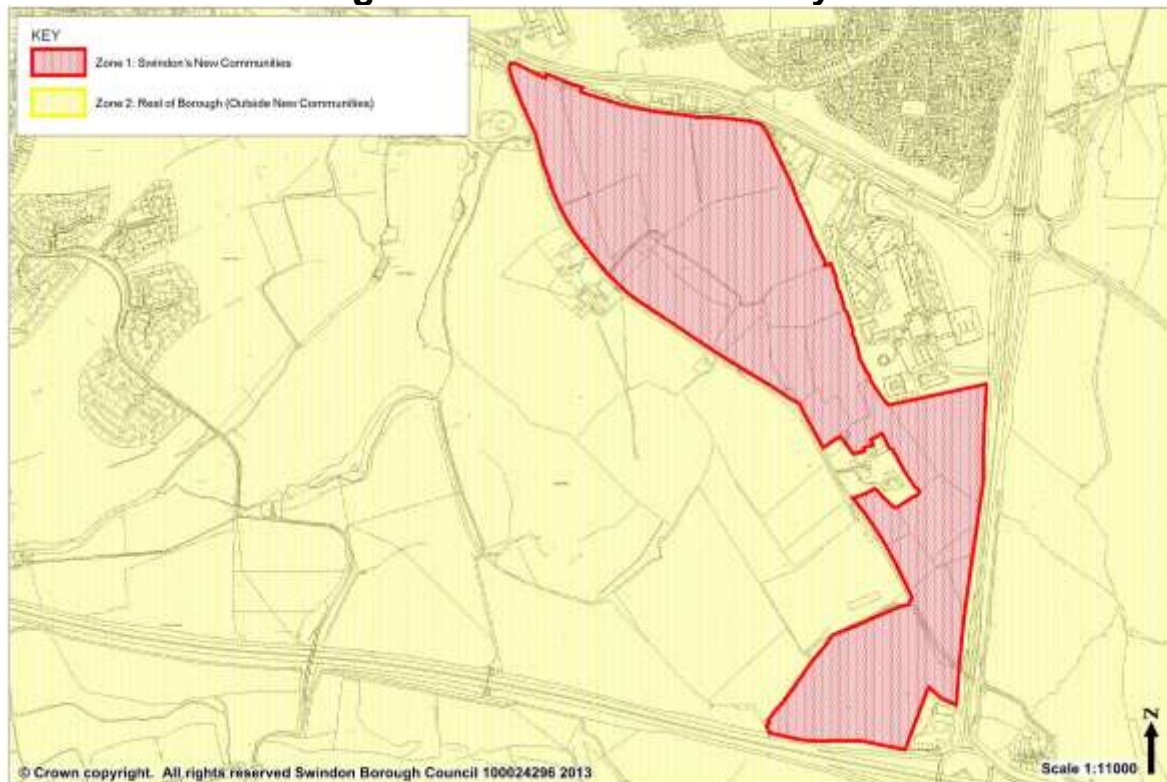 KEY
Zone 1: Swindon's New Communities
Zone 2: Rest of Borough (Outside New Communities)
N
© Crown copyright. All rights reserved Swindon Borough Council 100024296 2013
Scale 1:11000